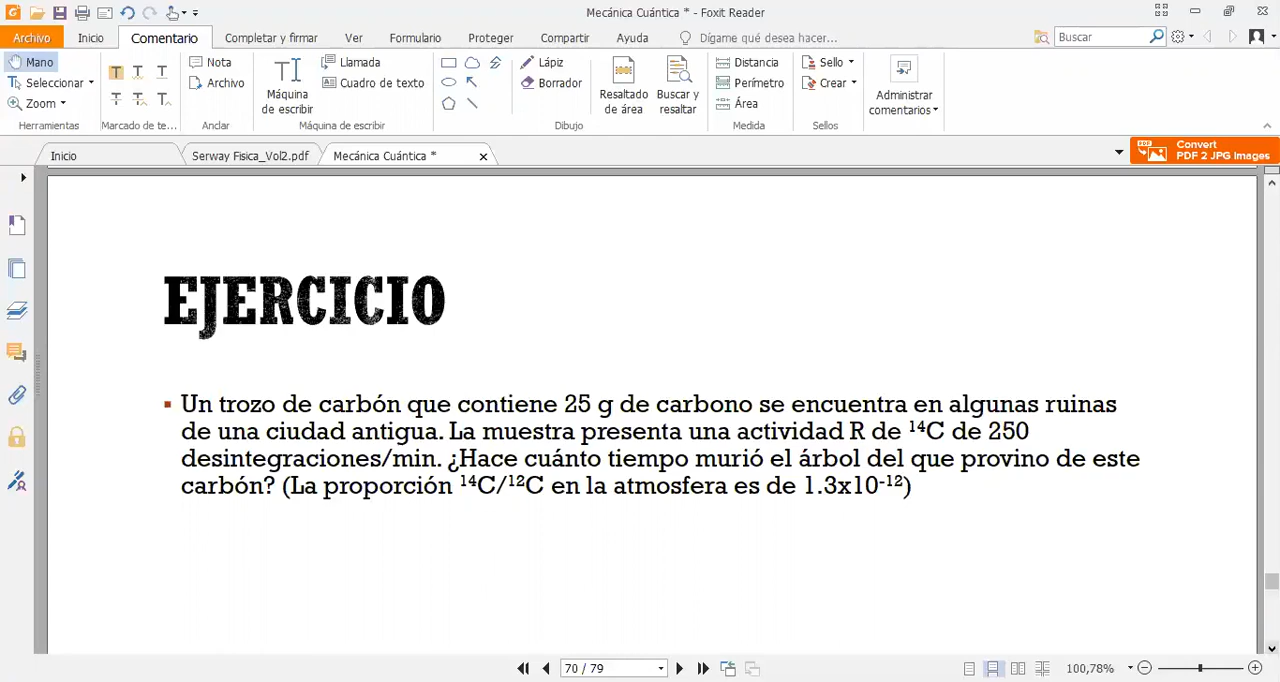 Mecánica Cuántica * - Foxit Reader
Archivo Inicio Comentario Completar y firmar Ver Formulario Proteger Compartir Ayuda Dígame qué desea hacer... Buscar
Mano
Seleccionar
Zoom
Herramientas
T T T
T T T
Marcado de te...
Nota
Archivo
Anclar
Máquina
de escribir
Llamada
Cuadro de texto
Máquina de escribir
Lápiz
Borrador
Resaltado
de área
Buscar y
resaltar
Dibujo
Distancia
Perímetro
Área
Medida
Sello
Crear
Sellos
Administrar
comentarios
Inicio Serway Fisica_Vol2.pdf Mecánica Cuántica *
Convert
PDF 2 JPG Images
EJERCICIO
▪ Un trozo de carbón que contiene 25 g de carbono se encuentra en algunas ruinas
de una ciudad antigua. La muestra presenta una actividad R de ¹⁴C de 250
desintegraciones/min. ¿Hace cuánto tiempo murió el árbol del que provino de este
carbón? (La proporción ¹⁴C/¹²C en la atmosfera es de 1.3x10⁻¹²)
70 / 79
100,78%